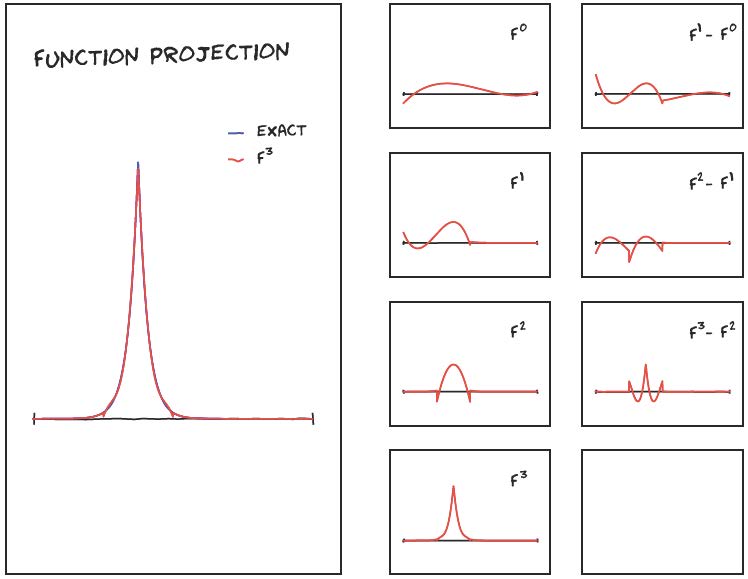 FUNCTION PROJECTION
EXACT
F³
F⁰
F¹- F⁰
F¹
F²- F¹
F²
F³- F²
F³